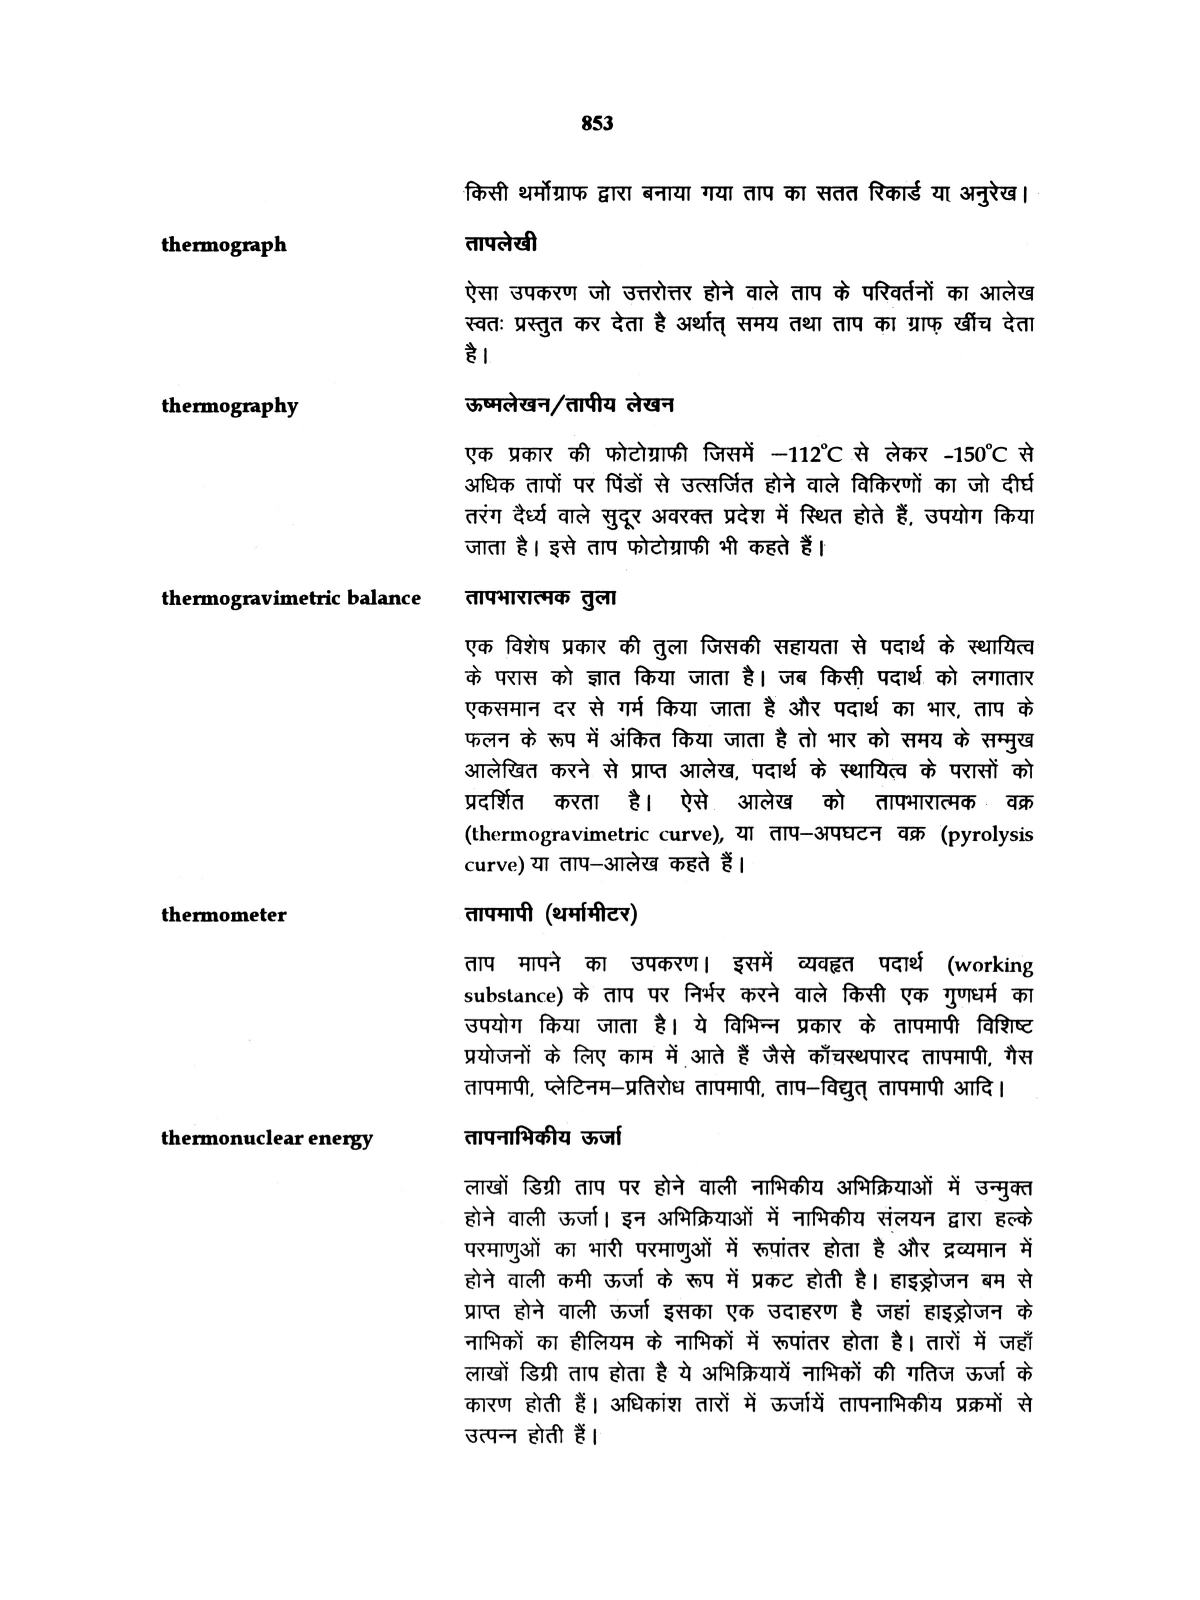 853
किसी थर्मोग्राफ द्वारा बनाया गया ताप का सतत रिकार्ड या अनुरेख।
thermograph तापलेखी
ऐसा उपकरण जो उत्तरोत्तर होने वाले ताप के परिवर्तनों का आलेख
स्वतः प्रस्तुत कर देता है अर्थात् समय तथा ताप का ग्राफ़ खींच देता
है।
thermography ऊष्मलेखन/तापीय लेखन
एक प्रकार की फोटोग्राफी जिसमें –112°C से लेकर -150°C से
अधिक तापों पर पिंडों से उत्सर्जित होने वाले विकिरणों का जो दीर्घ
तरंग दैर्ध्य वाले सुदूर अवरक्त प्रदेश में स्थित होते हैं, उपयोग किया
जाता है। इसे ताप फोटोग्राफी भी कहते हैं।
thermogravimetric balance तापभारात्मक तुला
एक विशेष प्रकार की तुला जिसकी सहायता से पदार्थ के स्थायित्व
के परास को ज्ञात किया जाता है। जब किसी पदार्थ को लगातार
एकसमान दर से गर्म किया जाता है और पदार्थ का भार, ताप के
फलन के रूप में अंकित किया जाता है तो भार को समय के सम्मुख
आलेखित करने से प्राप्त आलेख, पदार्थ के स्थायित्व के परासों को
प्रदर्शित करता है। ऐसे आलेख को तापभारात्मक वक्र
(thermogravimetric curve), या ताप–अपघटन वक्र (pyrolysis
curve) या ताप–आलेख कहते हैं।
thermometer तापमापी (थर्मामीटर)
ताप मापने का उपकरण। इसमें व्यवहृत पदार्थ (working
substance) के ताप पर निर्भर करने वाले किसी एक गुणधर्म का
उपयोग किया जाता है। ये विभिन्न प्रकार के तापमापी विशिष्ट
प्रयोजनों के लिए काम में आते हैं जैसे काँचस्थपारद तापमापी, गैस
तापमापी, प्लेटिनम–प्रतिरोध तापमापी, ताप–विद्युत् तापमापी आदि।
thermonuclear energy तापनाभिकीय ऊर्जा
लाखों डिग्री ताप पर होने वाली नाभिकीय अभिक्रियाओं में उन्मुक्त
होने वाली ऊर्जा। इन अभिक्रियाओं में नाभिकीय संलयन द्वारा हल्के
परमाणुओं का भारी परमाणुओं में रूपांतर होता है और द्रव्यमान में
होने वाली कमी ऊर्जा के रूप में प्रकट होती है। हाइड्रोजन बम से
प्राप्त होने वाली ऊर्जा इसका एक उदाहरण है जहां हाइड्रोजन के
नाभिकों का हीलियम के नाभिकों में रूपांतर होता है। तारों में जहाँ
लाखों डिग्री ताप होता है ये अभिक्रियायें नाभिकों की गतिज ऊर्जा के
कारण होती हैं। अधिकांश तारों में ऊर्जायें तापनाभिकीय प्रक्रमों से
उत्पन्न होती हैं।